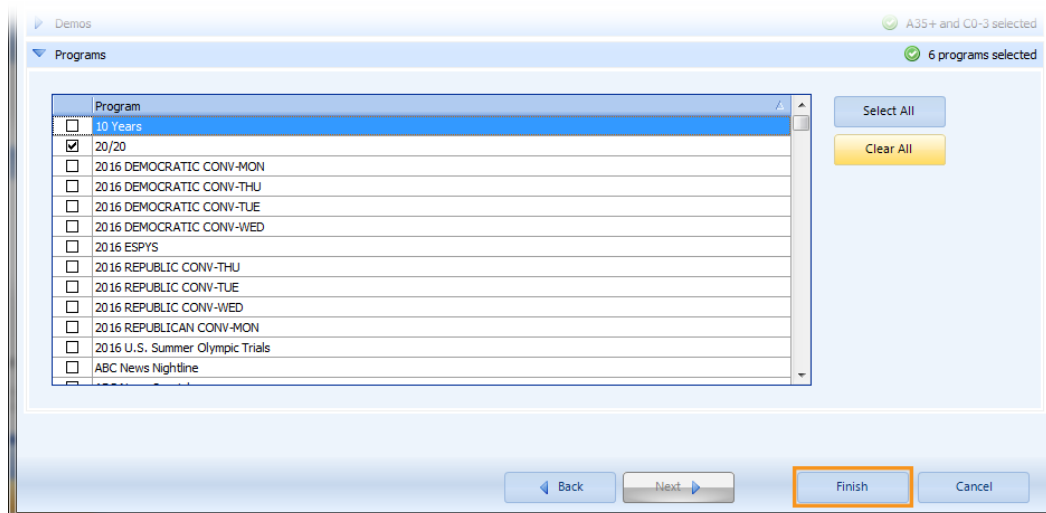 Demos
A35+ and C0-3 selected
Programs
6 programs selected
Program
Select All
10 Years
20/20
Clear All
2016 DEMOCRATIC CONV-MON
2016 DEMOCRATIC CONV-THU
2016 DEMOCRATIC CONV-TUE
2016 DEMOCRATIC CONV-WED
2016 ESPYS
2016 REPUBLIC CONV-THU
2016 REPUBLIC CONV-TUE
2016 REPUBLIC CONV-WED
2016 REPUBLICAN CONV-MON
2016 U.S. Summer Olympic Trials
ABC News Nightline
Back
Next
Finish
Cancel